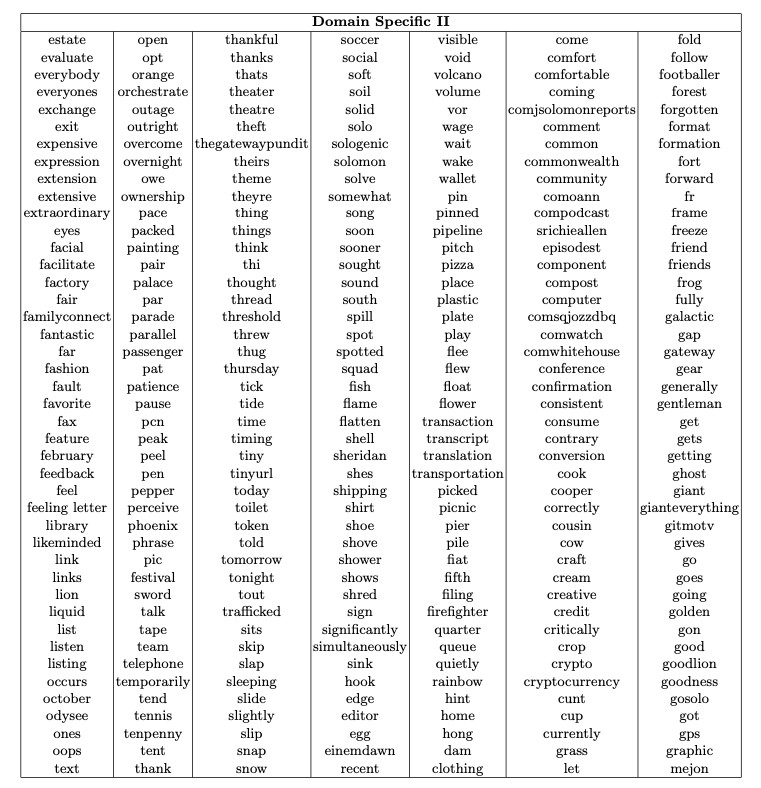 Domain Specific II
estate open thankful soccer visible come fold
evaluate opt thanks social void comfort follow
everybody orange thats soft volcano comfortable footballer
everyones orchestrate theater soil volume coming forest
exchange outage theatre solid vor comjsolomonreports forgotten
exit outright theft solo wage comment format
expensive overcome thegatewaypundit sologenic wait common formation
expression overnight theirs solomon wake commonwealth fort
extension owe theme solve wallet community forward
extensive ownership theyre somewhat pin comoann fr
extraordinary pace thing song pinned compodcast frame
eyes packed things soon pipeline srichieallen freeze
facial painting think sooner pitch episodest friend
facilitate pair thi sought pizza component friends
factory palace thought sound place compost frog
fair par thread south plastic computer fully
familyconnect parade threshold spill plate comsqjozzdbq galactic
fantastic parallel threw spot play comwatch gap
far passenger thug spotted flee comwhitehouse gateway
fashion pat thursday squad flew conference gear
fault patience tick fish float confirmation generally
favorite pause tide flame flower consistent gentleman
fax pcn time flatten transaction consume get
feature peak timing shell transcript contrary gets
february peel tiny sheridan translation conversion getting
feedback pen tinyurl shes transportation cook ghost
feel pepper today shipping picked cooper giant
feeling letter perceive toilet shirt picnic correctly gianteverything
library phoenix token shoe pier cousin gitmotv
likeminded phrase told shove pile cow gives
link pic tomorrow shower fiat craft go
links festival tonight shows fifth cream goes
lion sword tout shred filing creative going
liquid talk trafficked sign firefighter credit golden
list tape sits significantly quarter critically gon
listen team skip simultaneously queue crop good
listing telephone slap sink quietly crypto goodlion
occurs temporarily sleeping hook rainbow cryptocurrency goodness
october tend slide edge hint cunt gosolo
odysee tennis slightly editor home cup got
ones tenpenny slip egg hong currently gps
oops tent snap einemdawn dam grass graphic
text thank snow recent clothing let mejon